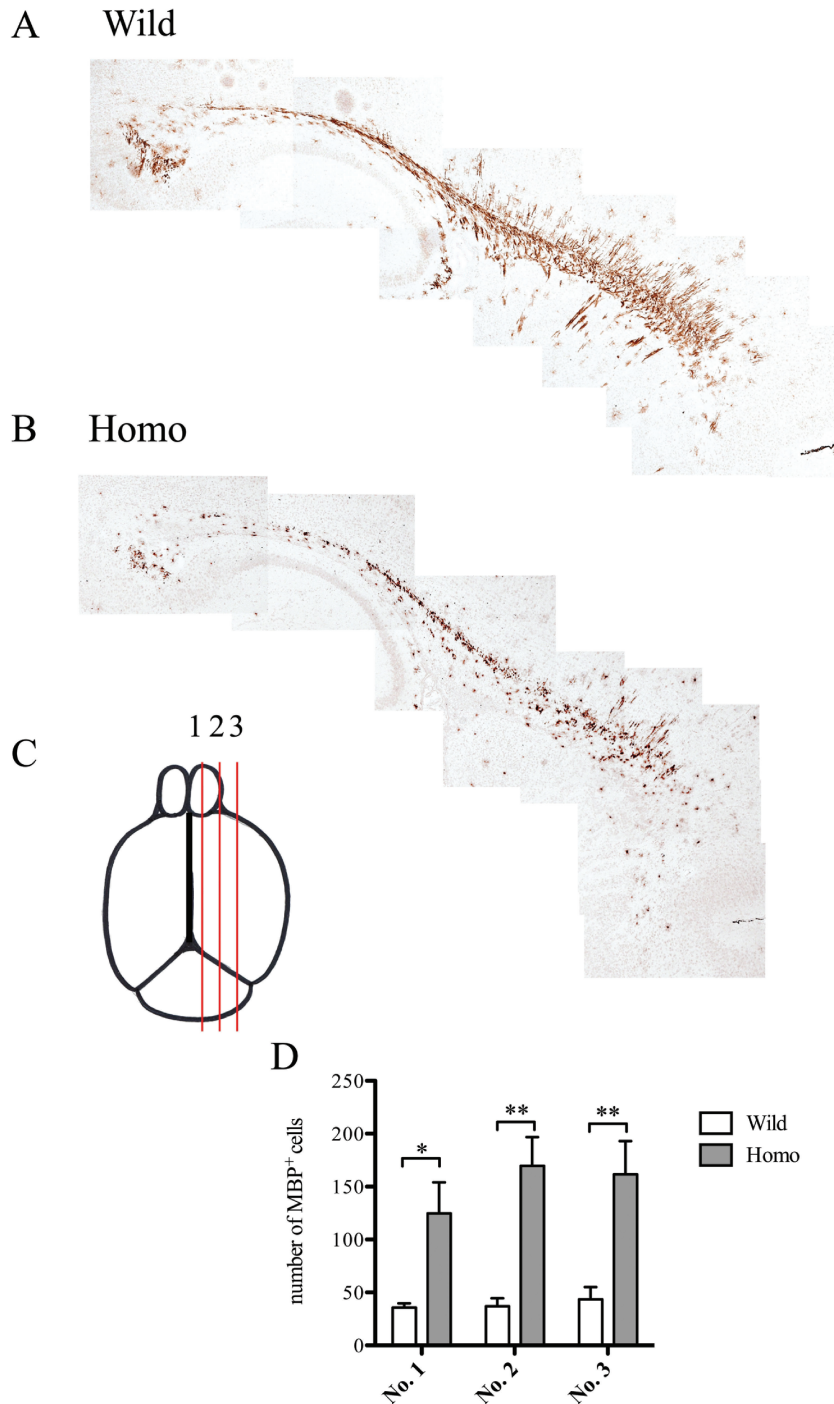 A Wild
B Homo
C
1 2 3
D
number of MBP+ cells
250
200
150
100
50
0
*
**
**
Wild
Homo
No. 1
No. 2
No. 3